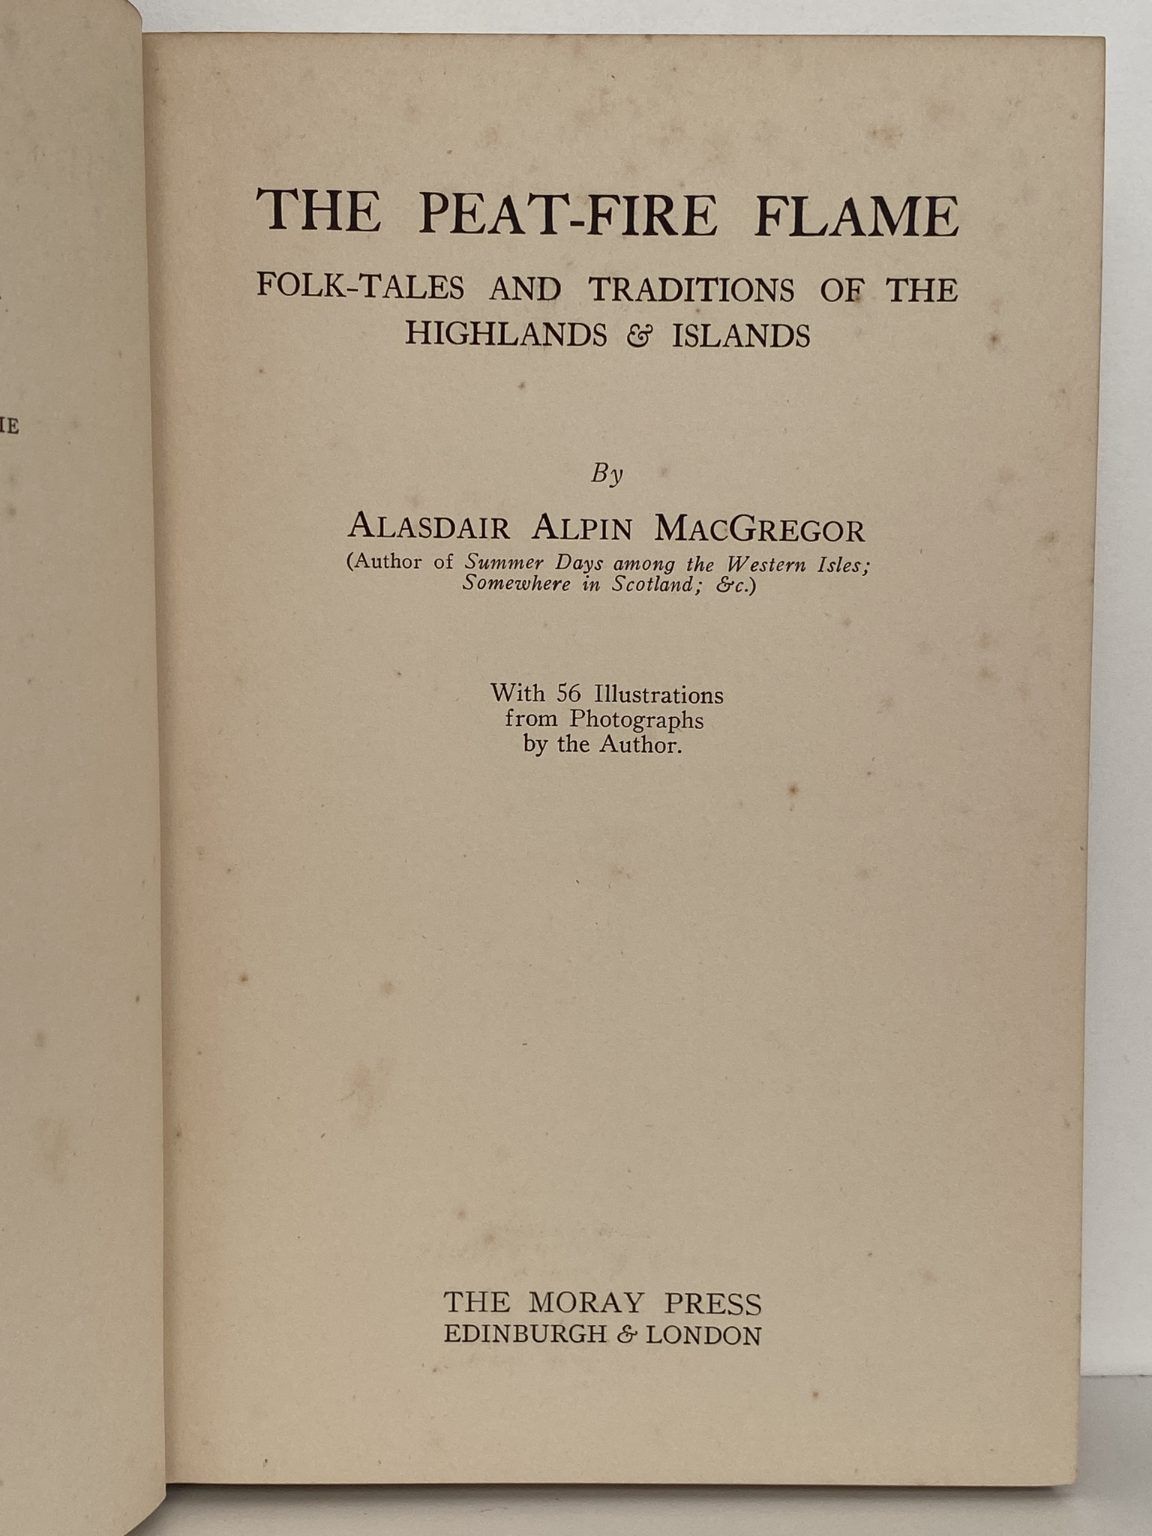 THE PEAT-FIRE FLAME
FOLK-TALES AND TRADITIONS OF THE
HIGHLANDS & ISLANDS
By
ALASDAIR ALPIN MACGREGOR
(Author of Summer Days among the Western Isles;
Somewhere in Scotland; &c.)
With 56 Illustrations
from Photographs
by the Author.
THE MORAY PRESS
EDINBURGH & LONDON